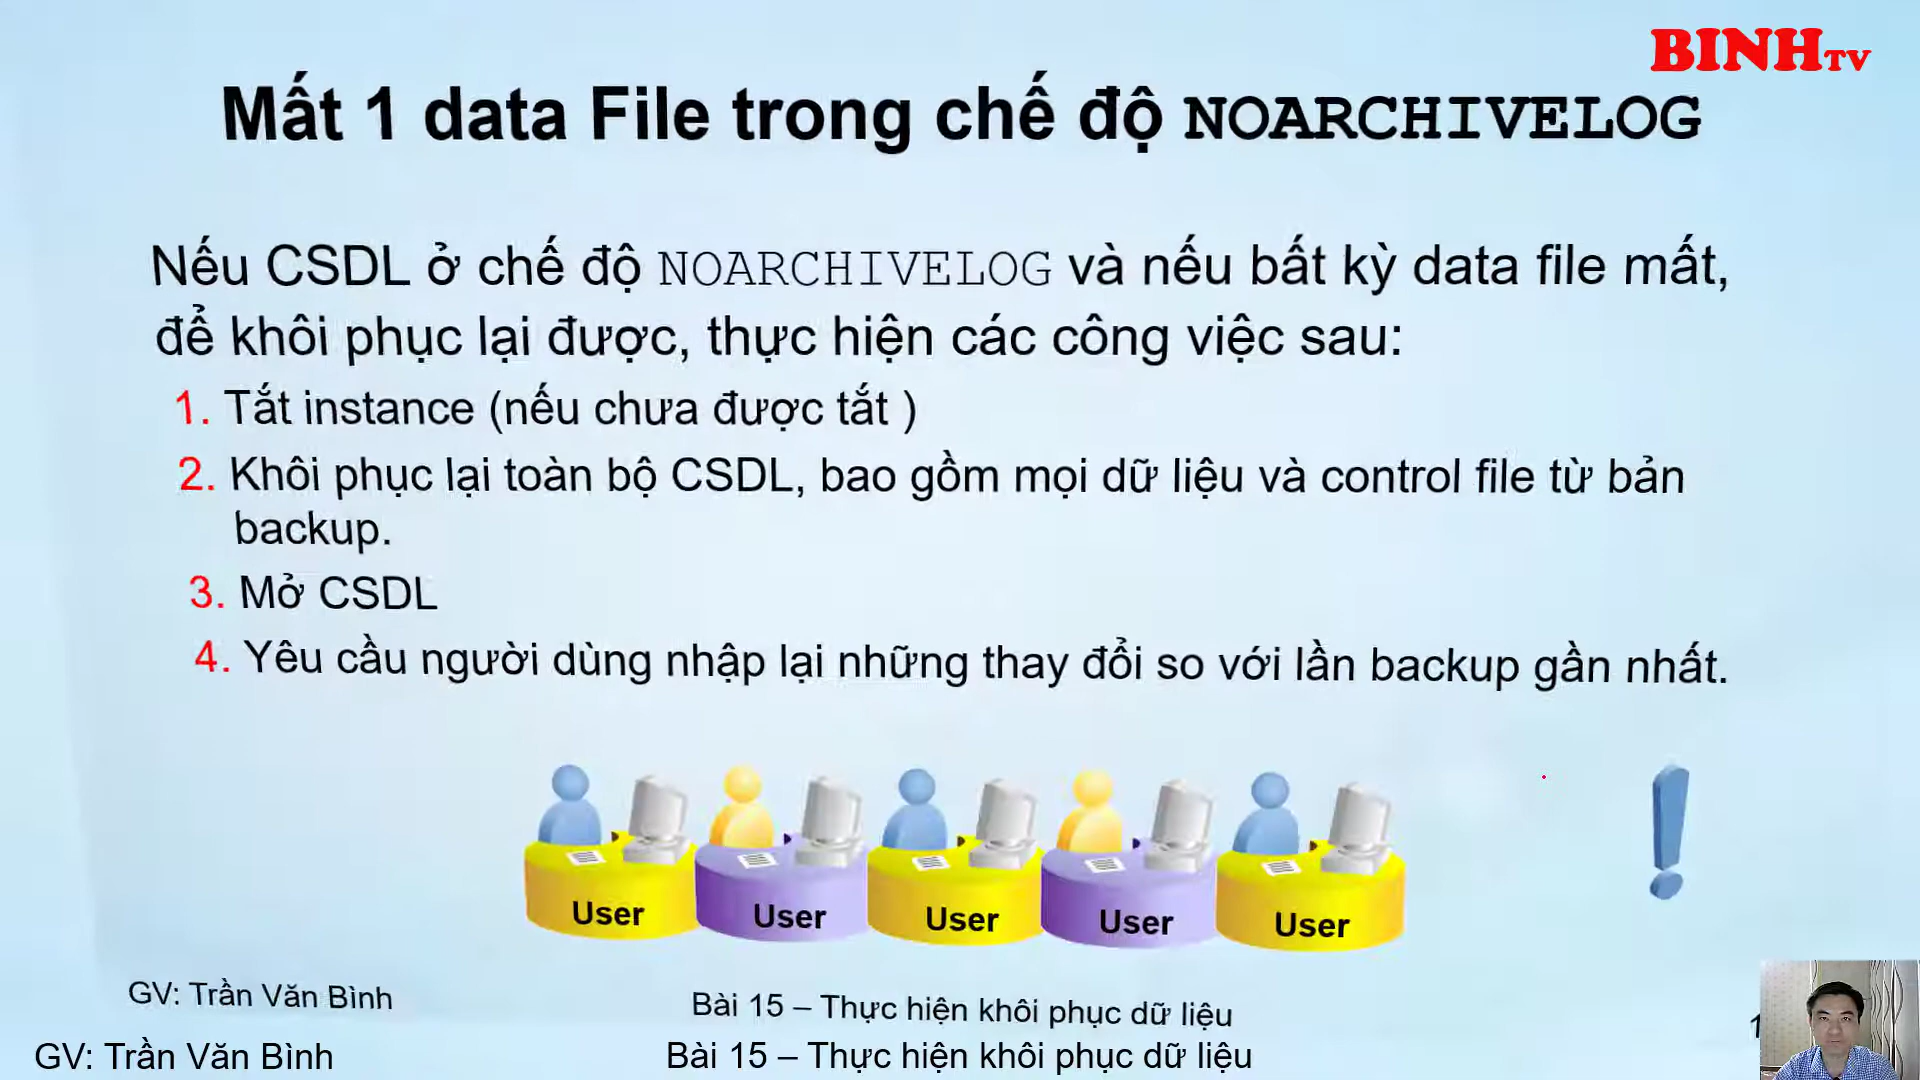 BINHTV
Mất 1 data File trong chế độ NOARCHIVELOG
Nếu CSDL ở chế độ NOARCHIVELOG và nếu bất kỳ data file mất,
để khôi phục lại được, thực hiện các công việc sau:
1. Tắt instance (nếu chưa được tắt )
2. Khôi phục lại toàn bộ CSDL, bao gồm mọi dữ liệu và control file từ bản
backup.
3. Mở CSDL
4. Yêu cầu người dùng nhập lại những thay đổi so với lần backup gần nhất.
User User User User User
GV: Trần Văn Bình
Bài 15 – Thực hiện khôi phục dữ liệu
GV: Trần Văn Bình
Bài 15 – Thực hiện khôi phục dữ liệu